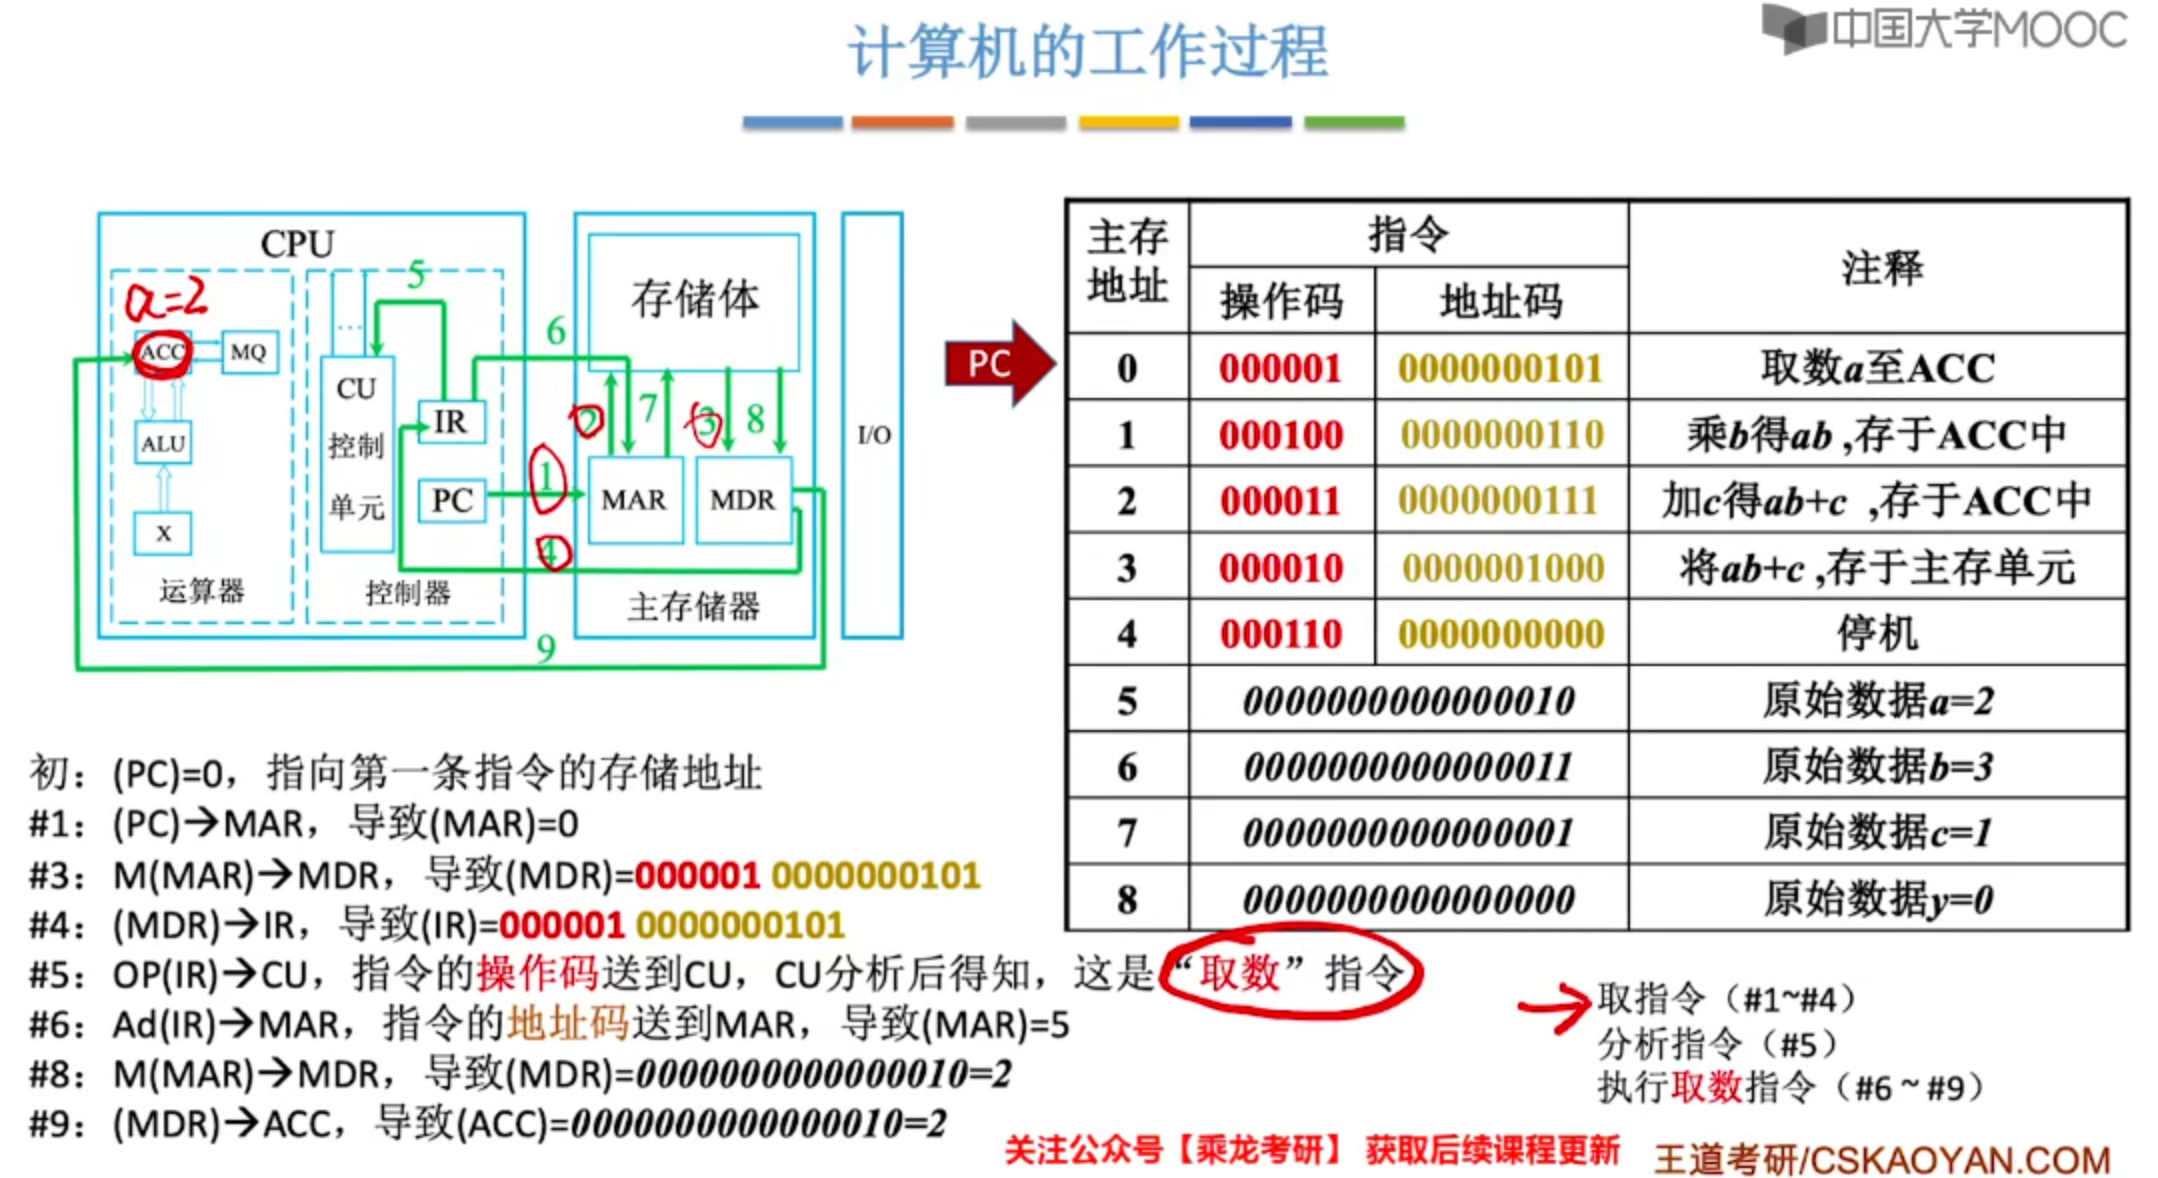 计算机的工作过程
中国大学MOOC
CPU
5
a=2
ACC
MQ
CU
控制
单元
IR
PC
ALU
X
运算器
控制器
6
1
4
9
存储体
2
7
3
8
MAR
MDR
主存储器
I/O
PC
主存地址 指令 注释
操作码 地址码
0 000001 0000000101 取数a至ACC
1 000100 0000000110 乘b得ab ,存于ACC中
2 000011 0000000111 加c得ab+c ,存于ACC中
3 000010 0000001000 将ab+c ,存于主存单元
4 000110 0000000000 停机
5 0000000000000010 原始数据a=2
6 0000000000000011 原始数据b=3
7 0000000000000001 原始数据c=1
8 0000000000000000 原始数据y=0
初：(PC)=0，指向第一条指令的存储地址
#1：(PC)→MAR，导致(MAR)=0
#3：M(MAR)→MDR，导致(MDR)=000001 0000000101
#4：(MDR)→IR，导致(IR)=000001 0000000101
#5：OP(IR)→CU，指令的操作码送到CU，CU分析后得知，这是“取数”指令
#6：Ad(IR)→MAR，指令的地址码送到MAR，导致(MAR)=5
#8：M(MAR)→MDR，导致(MDR)=0000000000000010=2
#9：(MDR)→ACC，导致(ACC)=0000000000000010=2
取指令（#1~#4）
分析指令（#5）
执行取数指令（#6 ~ #9）
关注公众号【乘龙考研】 获取后续课程更新
王道考研/CSKAOYAN.COM